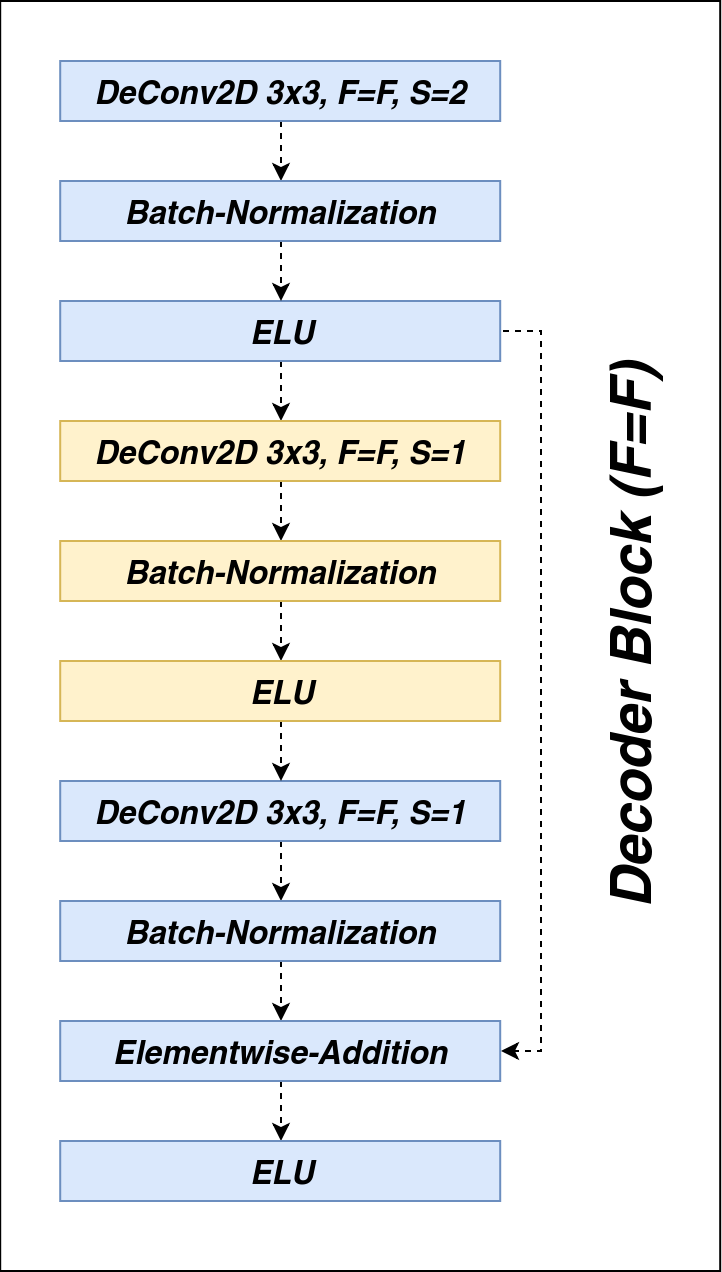 DeConv2D 3x3, F=F, S=2
Batch-Normalization
ELU
DeConv2D 3x3, F=F, S=1
Batch-Normalization
ELU
DeConv2D 3x3, F=F, S=1
Batch-Normalization
Elementwise-Addition
ELU
Decoder Block (F=F)